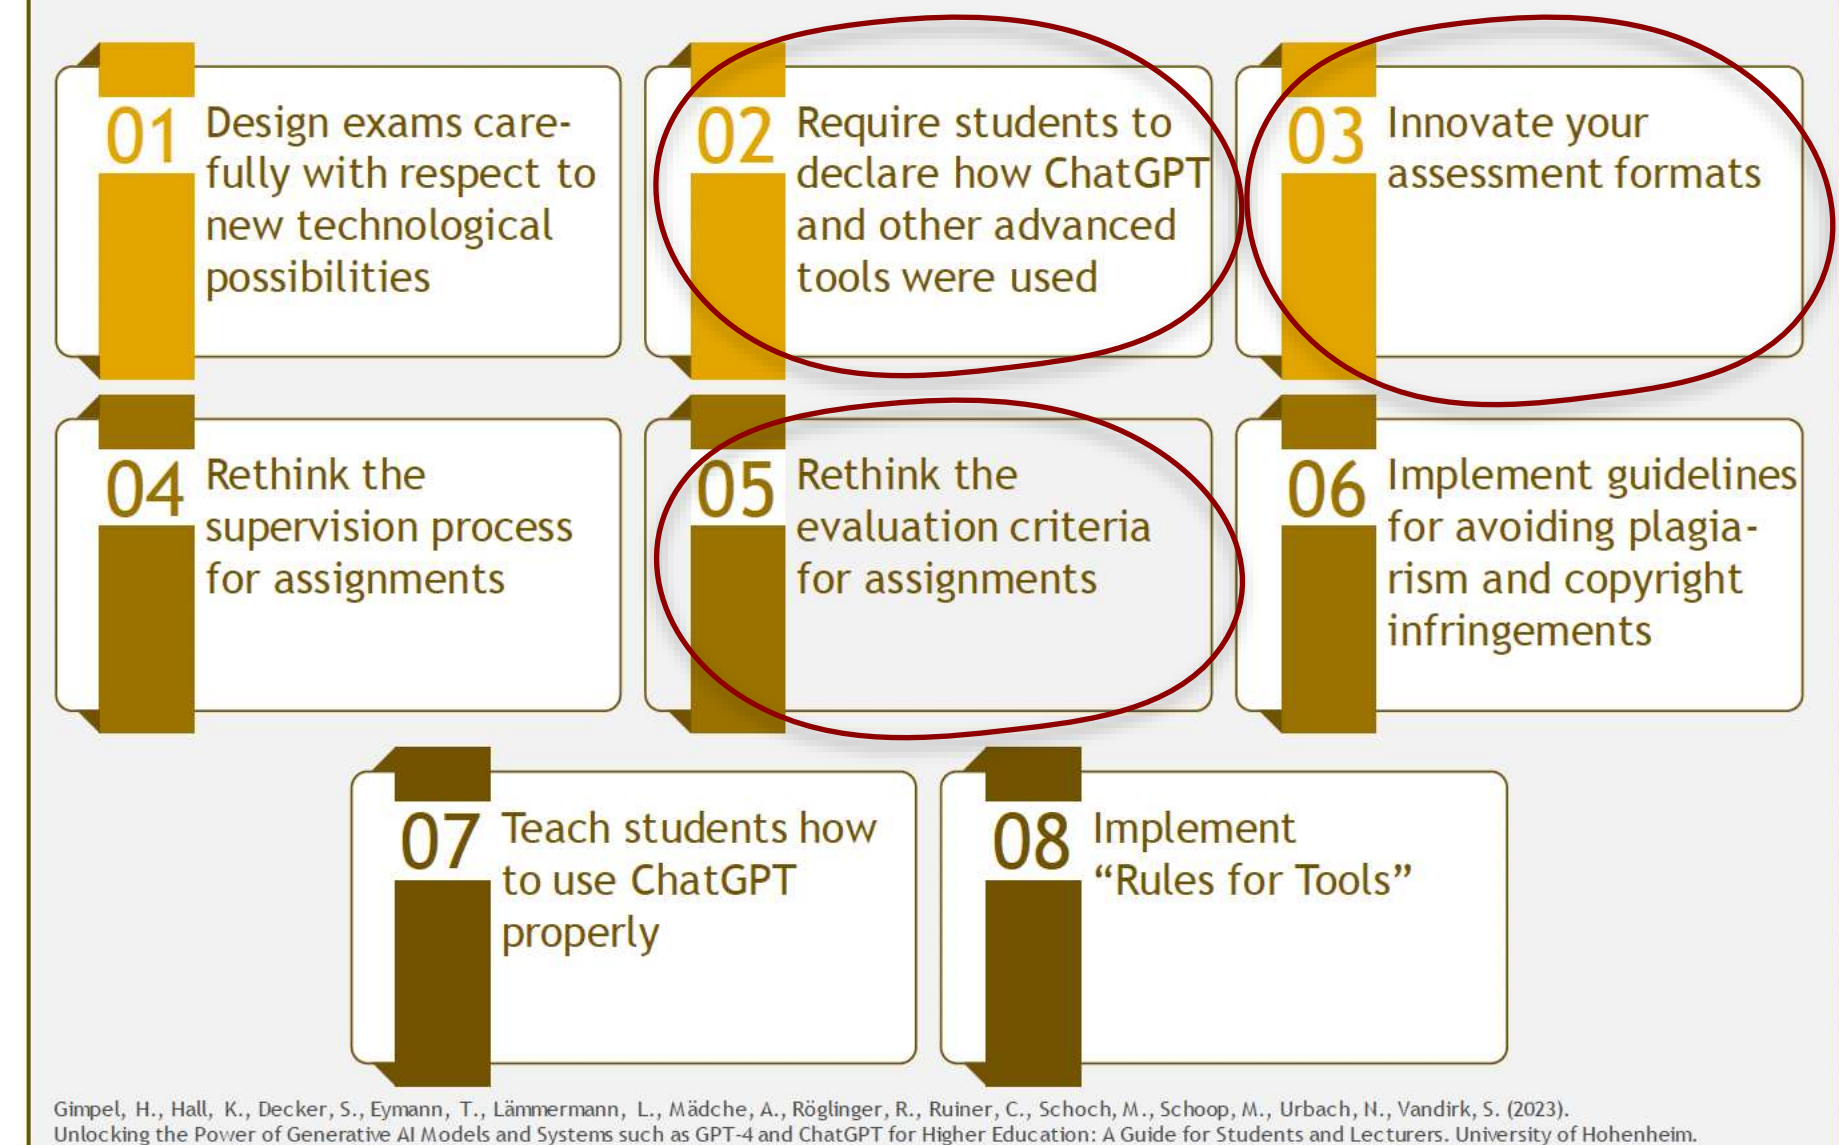 01
Design exams care-
fully with respect to
new technological
possibilities
02
Require students to
declare how ChatGPT
and other advanced
tools were used
03
Innovate your
assessment formats
04
Rethink the
supervision process
for assignments
05
Rethink the
evaluation criteria
for assignments
06
Implement guidelines
for avoiding plagia-
rism and copyright
infringements
07
Teach students how
to use ChatGPT
properly
08
Implement
“Rules for Tools”
Gimpel, H., Hall, K., Decker, S., Eymann, T., Lämmermann, L., Mädche, A., Röglinger, R., Ruiner, C., Schoch, M., Schoop, M., Urbach, N., Vandirk, S. (2023).
Unlocking the Power of Generative AI Models and Systems such as GPT-4 and ChatGPT for Higher Education: A Guide for Students and Lecturers. University of Hohenheim.